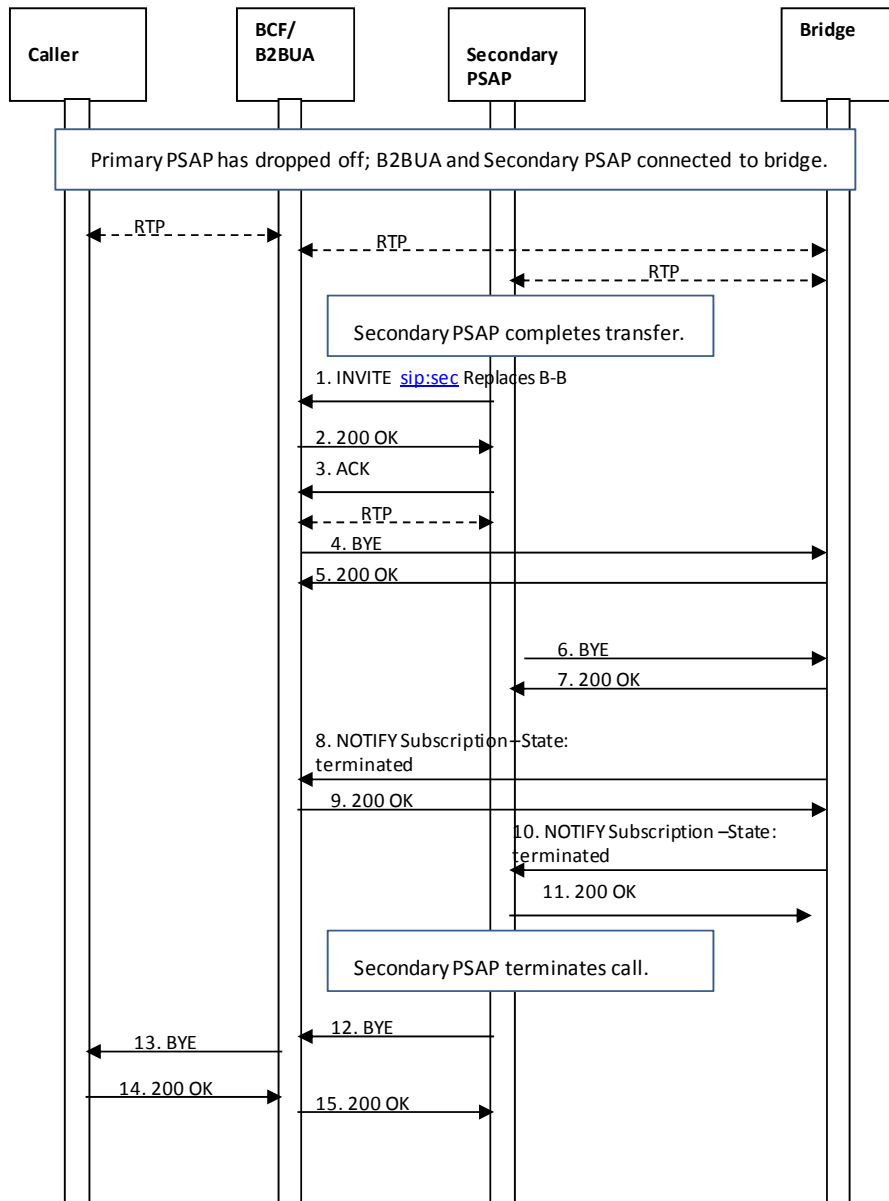 Caller
BCF/
B2BUA
Secondary
PSAP
Bridge
Primary PSAP has dropped off; B2BUA and Secondary PSAP connected to bridge.
RTP
RTP
RTP
Secondary PSAP completes transfer.
1. INVITE sip:sec Replaces B-B
2. 200 OK
3. ACK
RTP
4. BYE
5. 200 OK
6. BYE
7. 200 OK
8. NOTIFY Subscription –State:
terminated
9. 200 OK
10. NOTIFY Subscription –State:
terminated
11. 200 OK
Secondary PSAP terminates call.
12. BYE
13. BYE
14. 200 OK
15. 200 OK